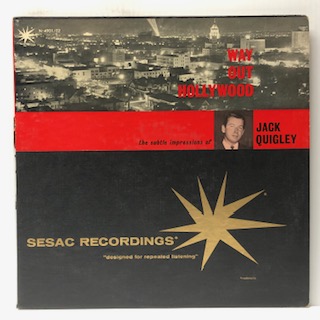 WAY
OUT
HOLLYWOOD
the subtle impressions of
JACK
QUIGLEY
SESAC RECORDINGS
"designed for repeated listening"